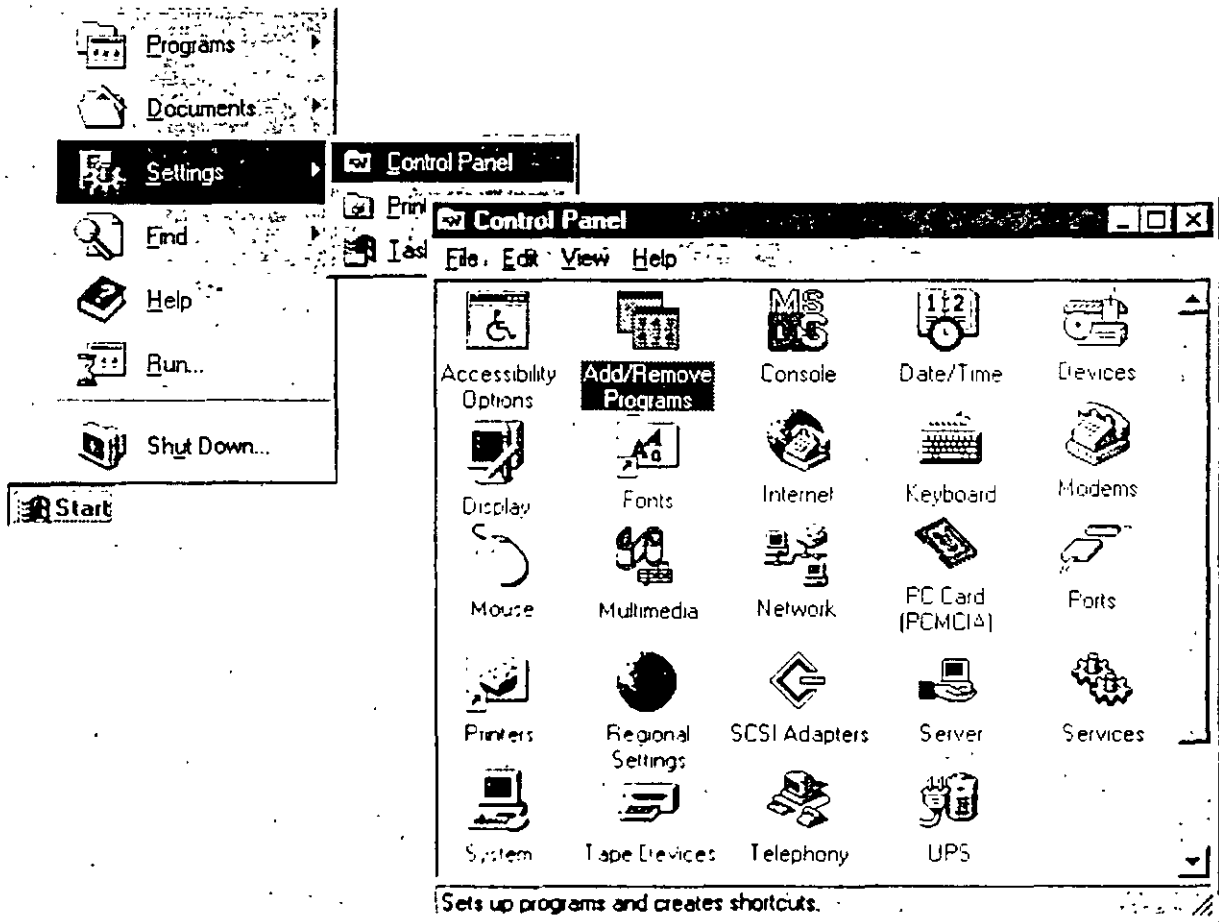 Programs
Documents
Settings
Find
Help
Run...
Shut Down...
Start
Control Panel
Control Panel
File Edit View Help
Accessibility Options
Add/Remove Programs
Console
Date/Time
Devices
Display
Fonts
Internet
Keyboard
Modems
Mouse
Multimedia
Network
PC Card (PCMCIA)
Ports
Printers
Regional Settings
SCSI Adapters
Server
Services
System
Tape Devices
Telephony
UPS
Sets up programs and creates shortcuts.